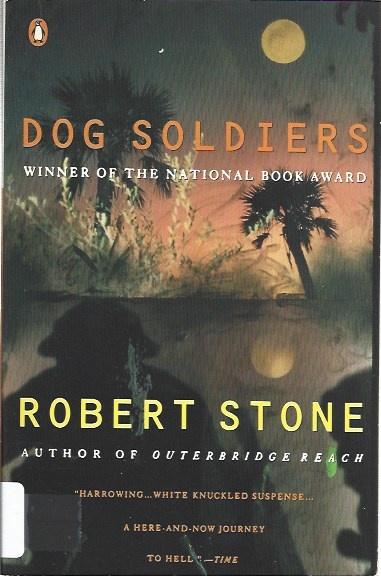 DOG SOLDIERS
WINNER OF THE NATIONAL BOOK AWARD
ROBERT STONE
AUTHOR OF OUTERBRIDGE REACH
"HARROWING...WHITE KNUCKLED SUSPENSE...
A HERE-AND-NOW JOURNEY
TO HELL."—TIME